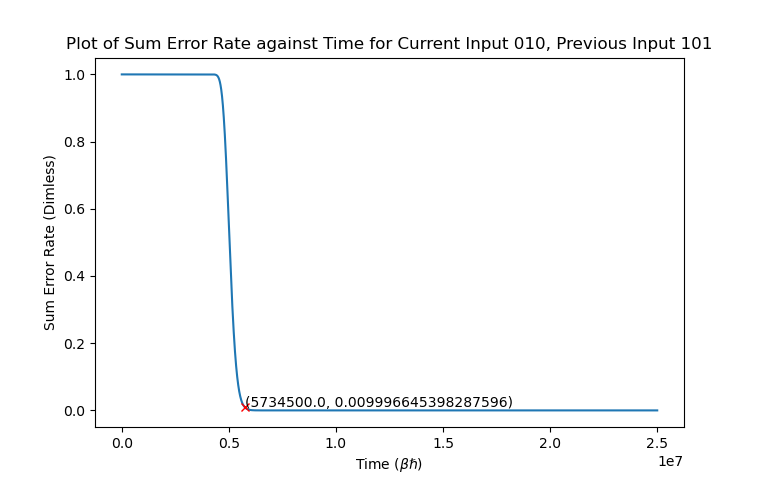 Plot of Sum Error Rate against Time for Current Input 010, Previous Input 101
1.0
0.8
0.6
0.4
0.2
0.0
Sum Error Rate (Dimless)
(5734500.0, 0.009996645398287596)
0.0 0.5 1.0 1.5 2.0 2.5
1e7
Time (βℏ)